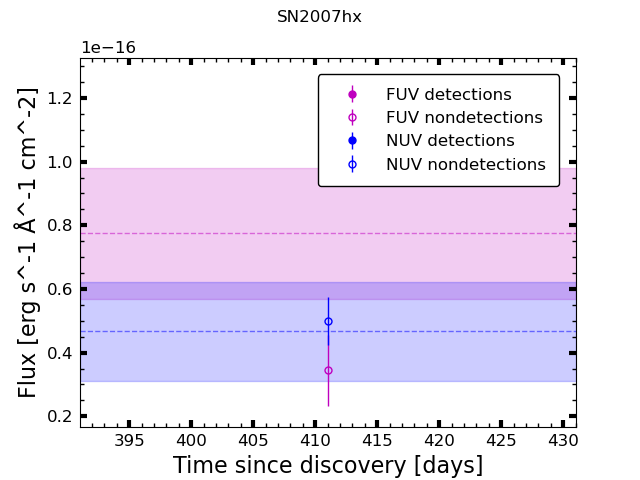 SN2007hx
1e−16
FUV detections
FUV nondetections
NUV detections
NUV nondetections
1.2
1.0
0.8
0.6
0.4
0.2
Flux [erg s^-1 Å^-1 cm^-2]
395 400 405 410 415 420 425 430
Time since discovery [days]